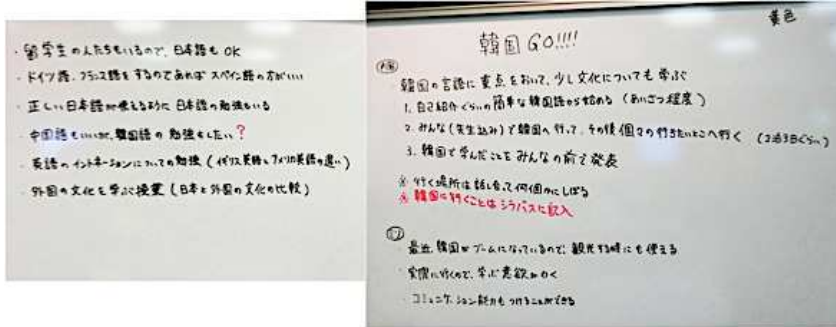 ・留学生の人たちもいるので、日本語も OK
・ドイツ語、フランス語をするのであれば スペイン語の方がいい
・正しい日本語が使えるように 日本語の勉強もいる
・中国語もいいが、韓国語の 勉強もしたい?
・英語の イントネーションについての勉強 (イギリス英語とアメリカ英語の違い)
・外国の文化を学ぶ授業 (日本と外国の文化の比較)
黄色
韓国 GO!!!!
内容
韓国の言語に重点をおいて、少し文化についても 学ぶ
1. 自己紹介ぐらいの簡単な韓国語から始める (あいさつ程度)
2. みんな(先生込み)で韓国へ行って、その後個々の行きたいとこへ行く (2泊3日ぐらい)
3. 韓国で学んだことをみんなの前で発表
※ 行く場所は話し合って何個かにしぼる
※ 韓国に行くことは シラバスに記入
・最近、韓国がブームになっているので、観光する時にも使える
・実際に行くので、学ぶ意欲がわく
・コミュニケーション能力もつけることができる